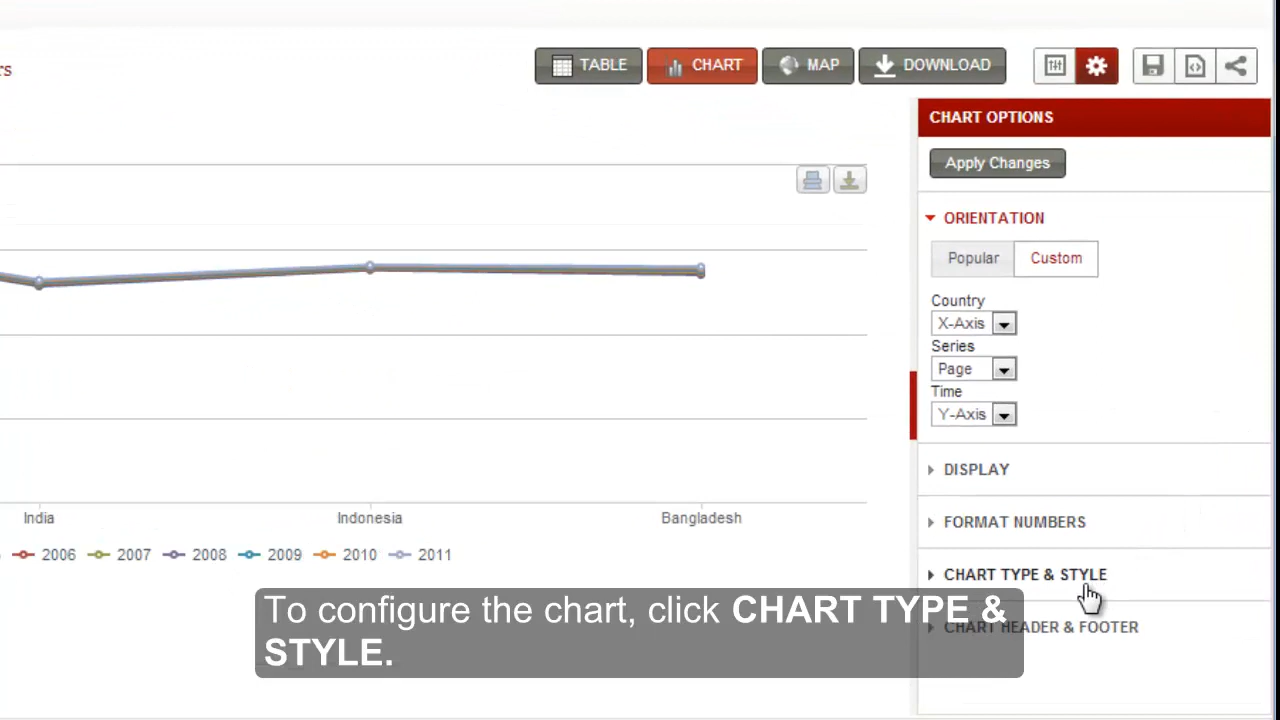 rs
TABLE
CHART
MAP
DOWNLOAD
CHART OPTIONS
Apply Changes
ORIENTATION
Popular
Custom
Country
X-Axis
Series
Page
Time
Y-Axis
DISPLAY
India
Indonesia
Bangladesh
FORMAT NUMBERS
2006
2007
2008
2009
2010
2011
CHART TYPE & STYLE
To configure the chart, click CHART TYPE &
STYLE.
CHART HEADER & FOOTER